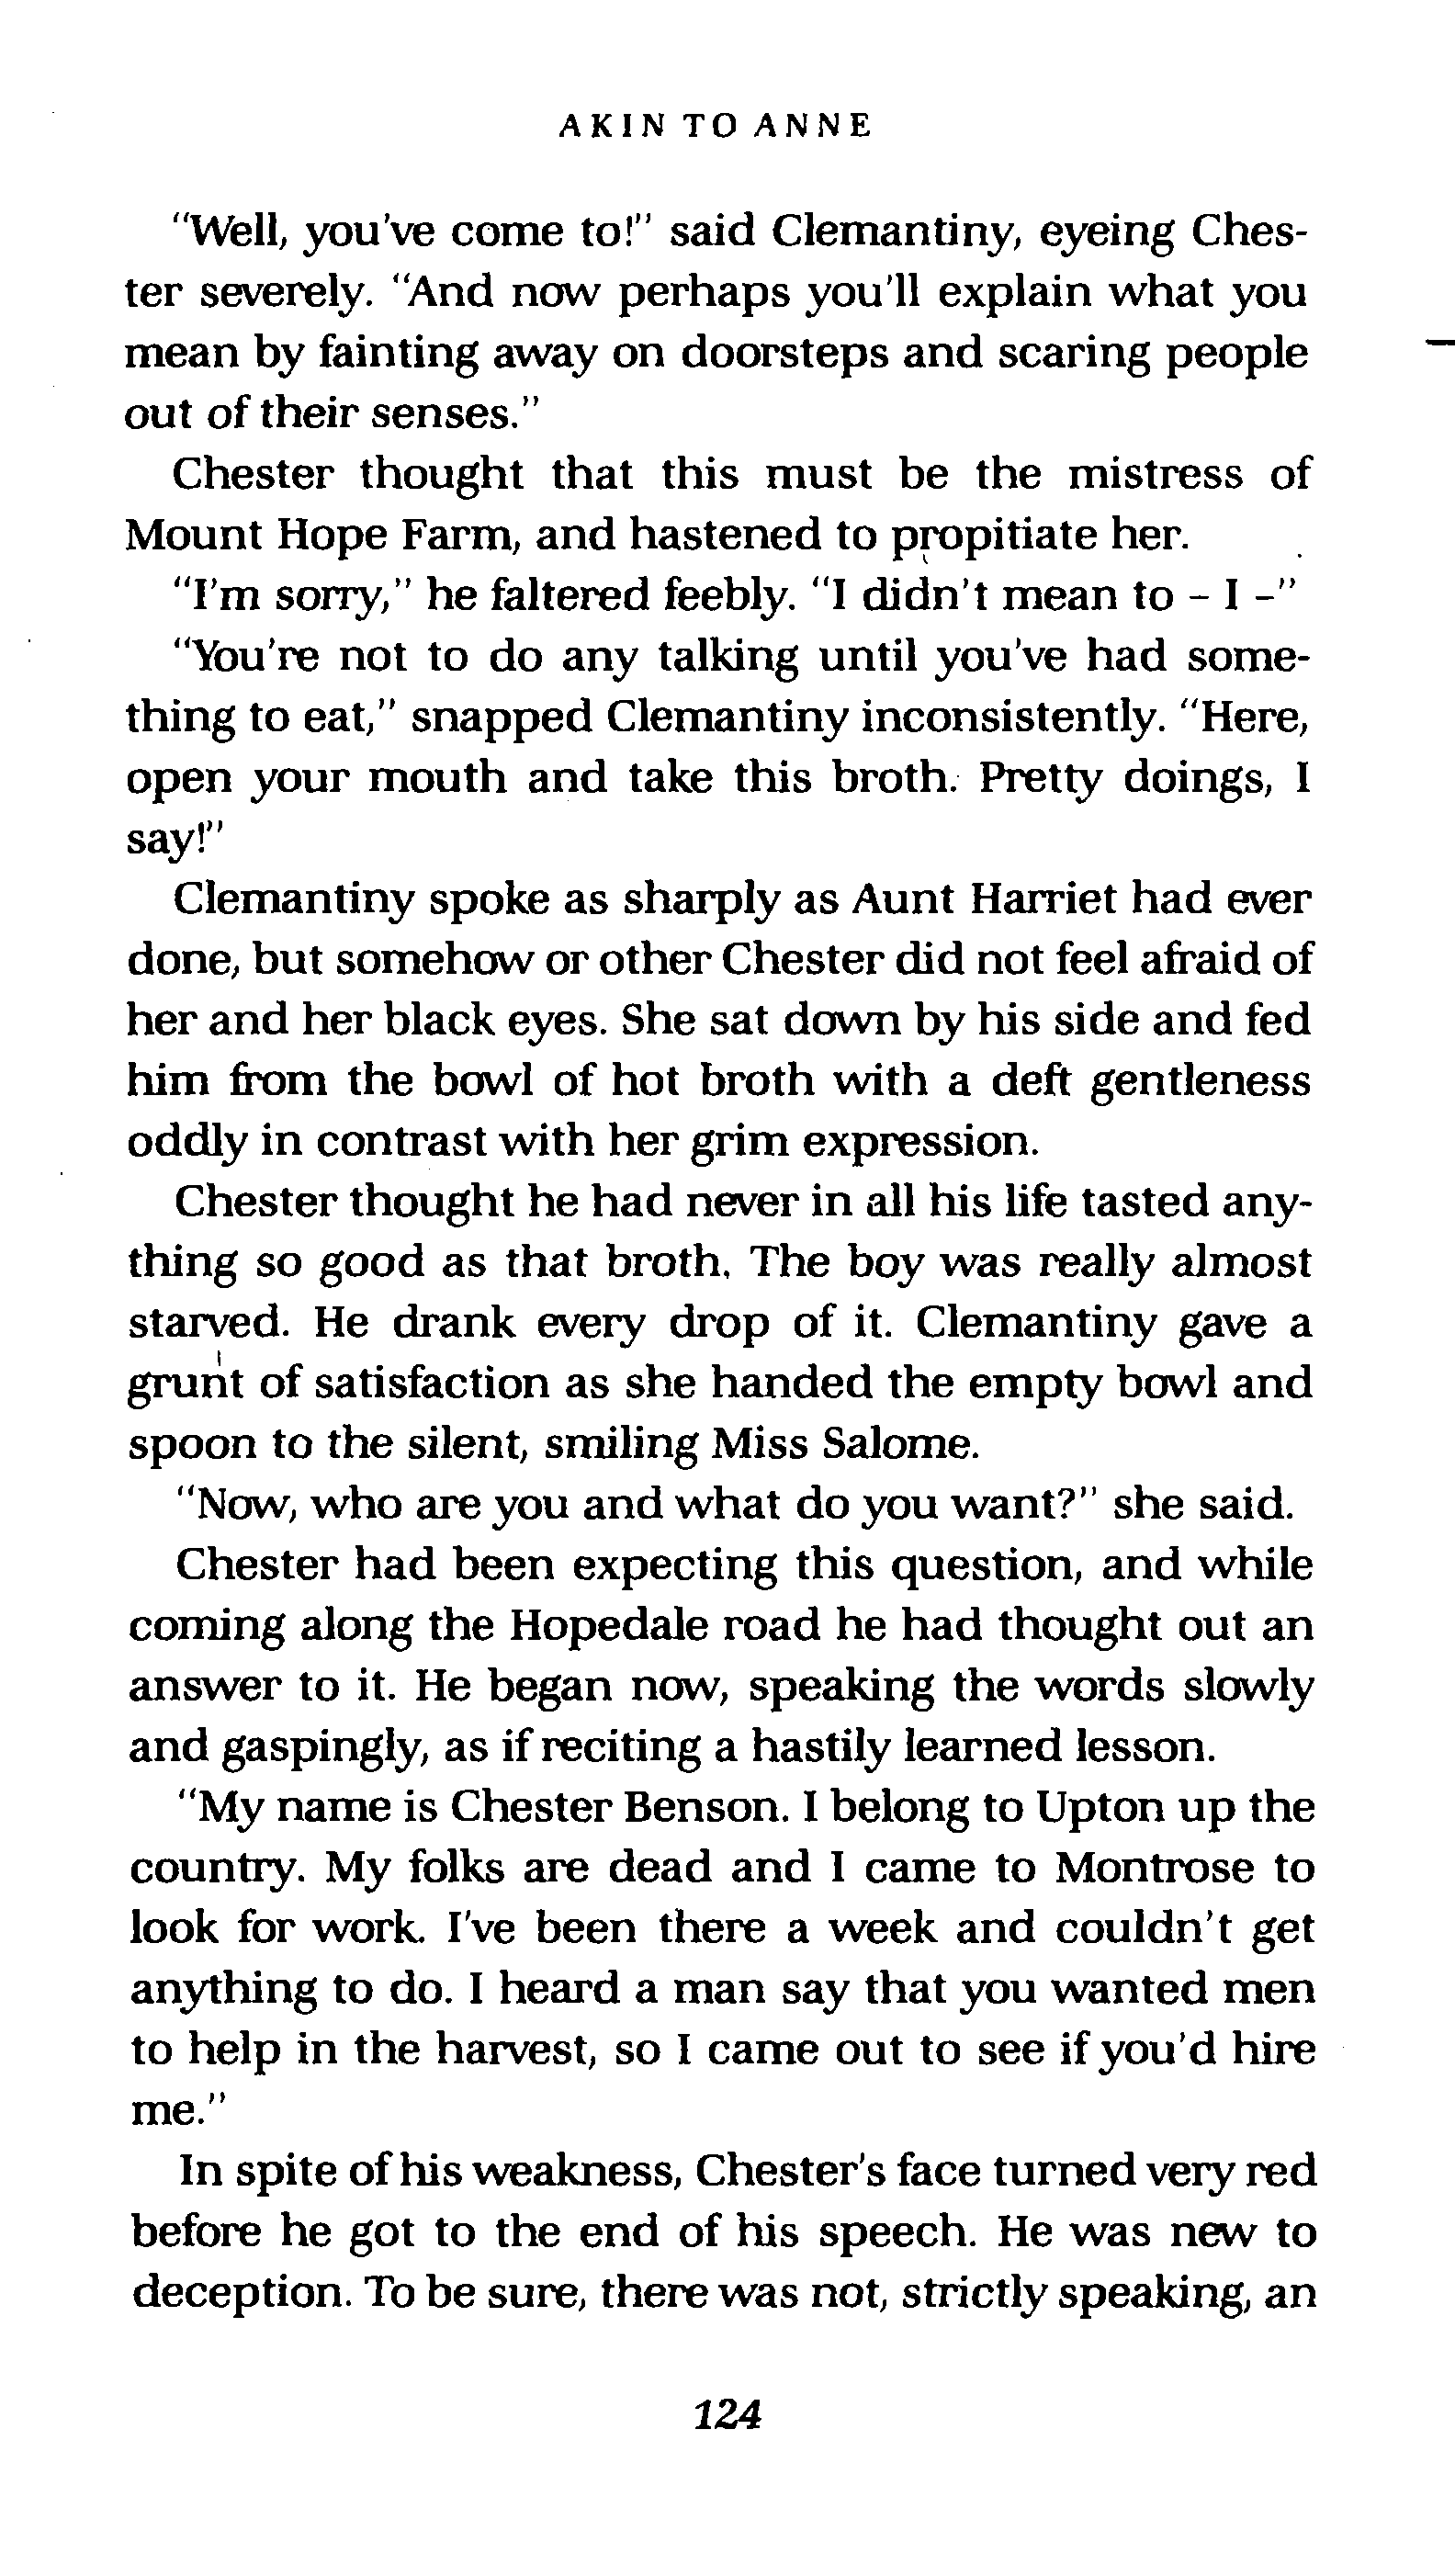 AKIN TO ANNE
"Well, you've come to!" said Clemantiny, eyeing Ches-
ter severely. "And now perhaps you'll explain what you
mean by fainting away on doorsteps and scaring people
out of their senses."
Chester thought that this must be the mistress of
Mount Hope Farm, and hastened to propitiate her.
"I'm sorry," he faltered feebly. "I didn't mean to – I –"
"You're not to do any talking until you've had some-
thing to eat," snapped Clemantiny inconsistently. "Here,
open your mouth and take this broth. Pretty doings, I
say!"
Clemantiny spoke as sharply as Aunt Harriet had ever
done, but somehow or other Chester did not feel afraid of
her and her black eyes. She sat down by his side and fed
him from the bowl of hot broth with a deft gentleness
oddly in contrast with her grim expression.
Chester thought he had never in all his life tasted any-
thing so good as that broth. The boy was really almost
starved. He drank every drop of it. Clemantiny gave a
grunt of satisfaction as she handed the empty bowl and
spoon to the silent, smiling Miss Salome.
"Now, who are you and what do you want?" she said.
Chester had been expecting this question, and while
coming along the Hopedale road he had thought out an
answer to it. He began now, speaking the words slowly
and gaspingly, as if reciting a hastily learned lesson.
"My name is Chester Benson. I belong to Upton up the
country. My folks are dead and I came to Montrose to
look for work. I've been there a week and couldn't get
anything to do. I heard a man say that you wanted men
to help in the harvest, so I came out to see if you'd hire
me."
In spite of his weakness, Chester's face turned very red
before he got to the end of his speech. He was new to
deception. To be sure, there was not, strictly speaking, an
124